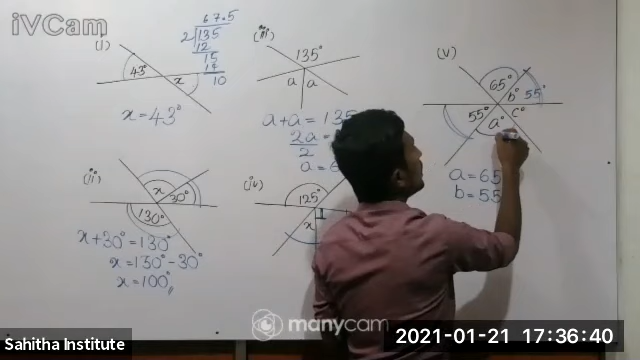 iVCam
(i)
43°
x
x = 43°
67.5
2 135
12
15
14
10
(ii)
x
30°
130°
x + 30° = 130°
x = 130° - 30°
x = 100°
(iii)
135°
a a
a + a = 135
2a =
2
a = 6
(iv)
125°
x
(v)
65°
b° 55°
55° c°
a°
a = 65
b = 55
manycam
2021-01-21 17:36:40
Sahitha Institute